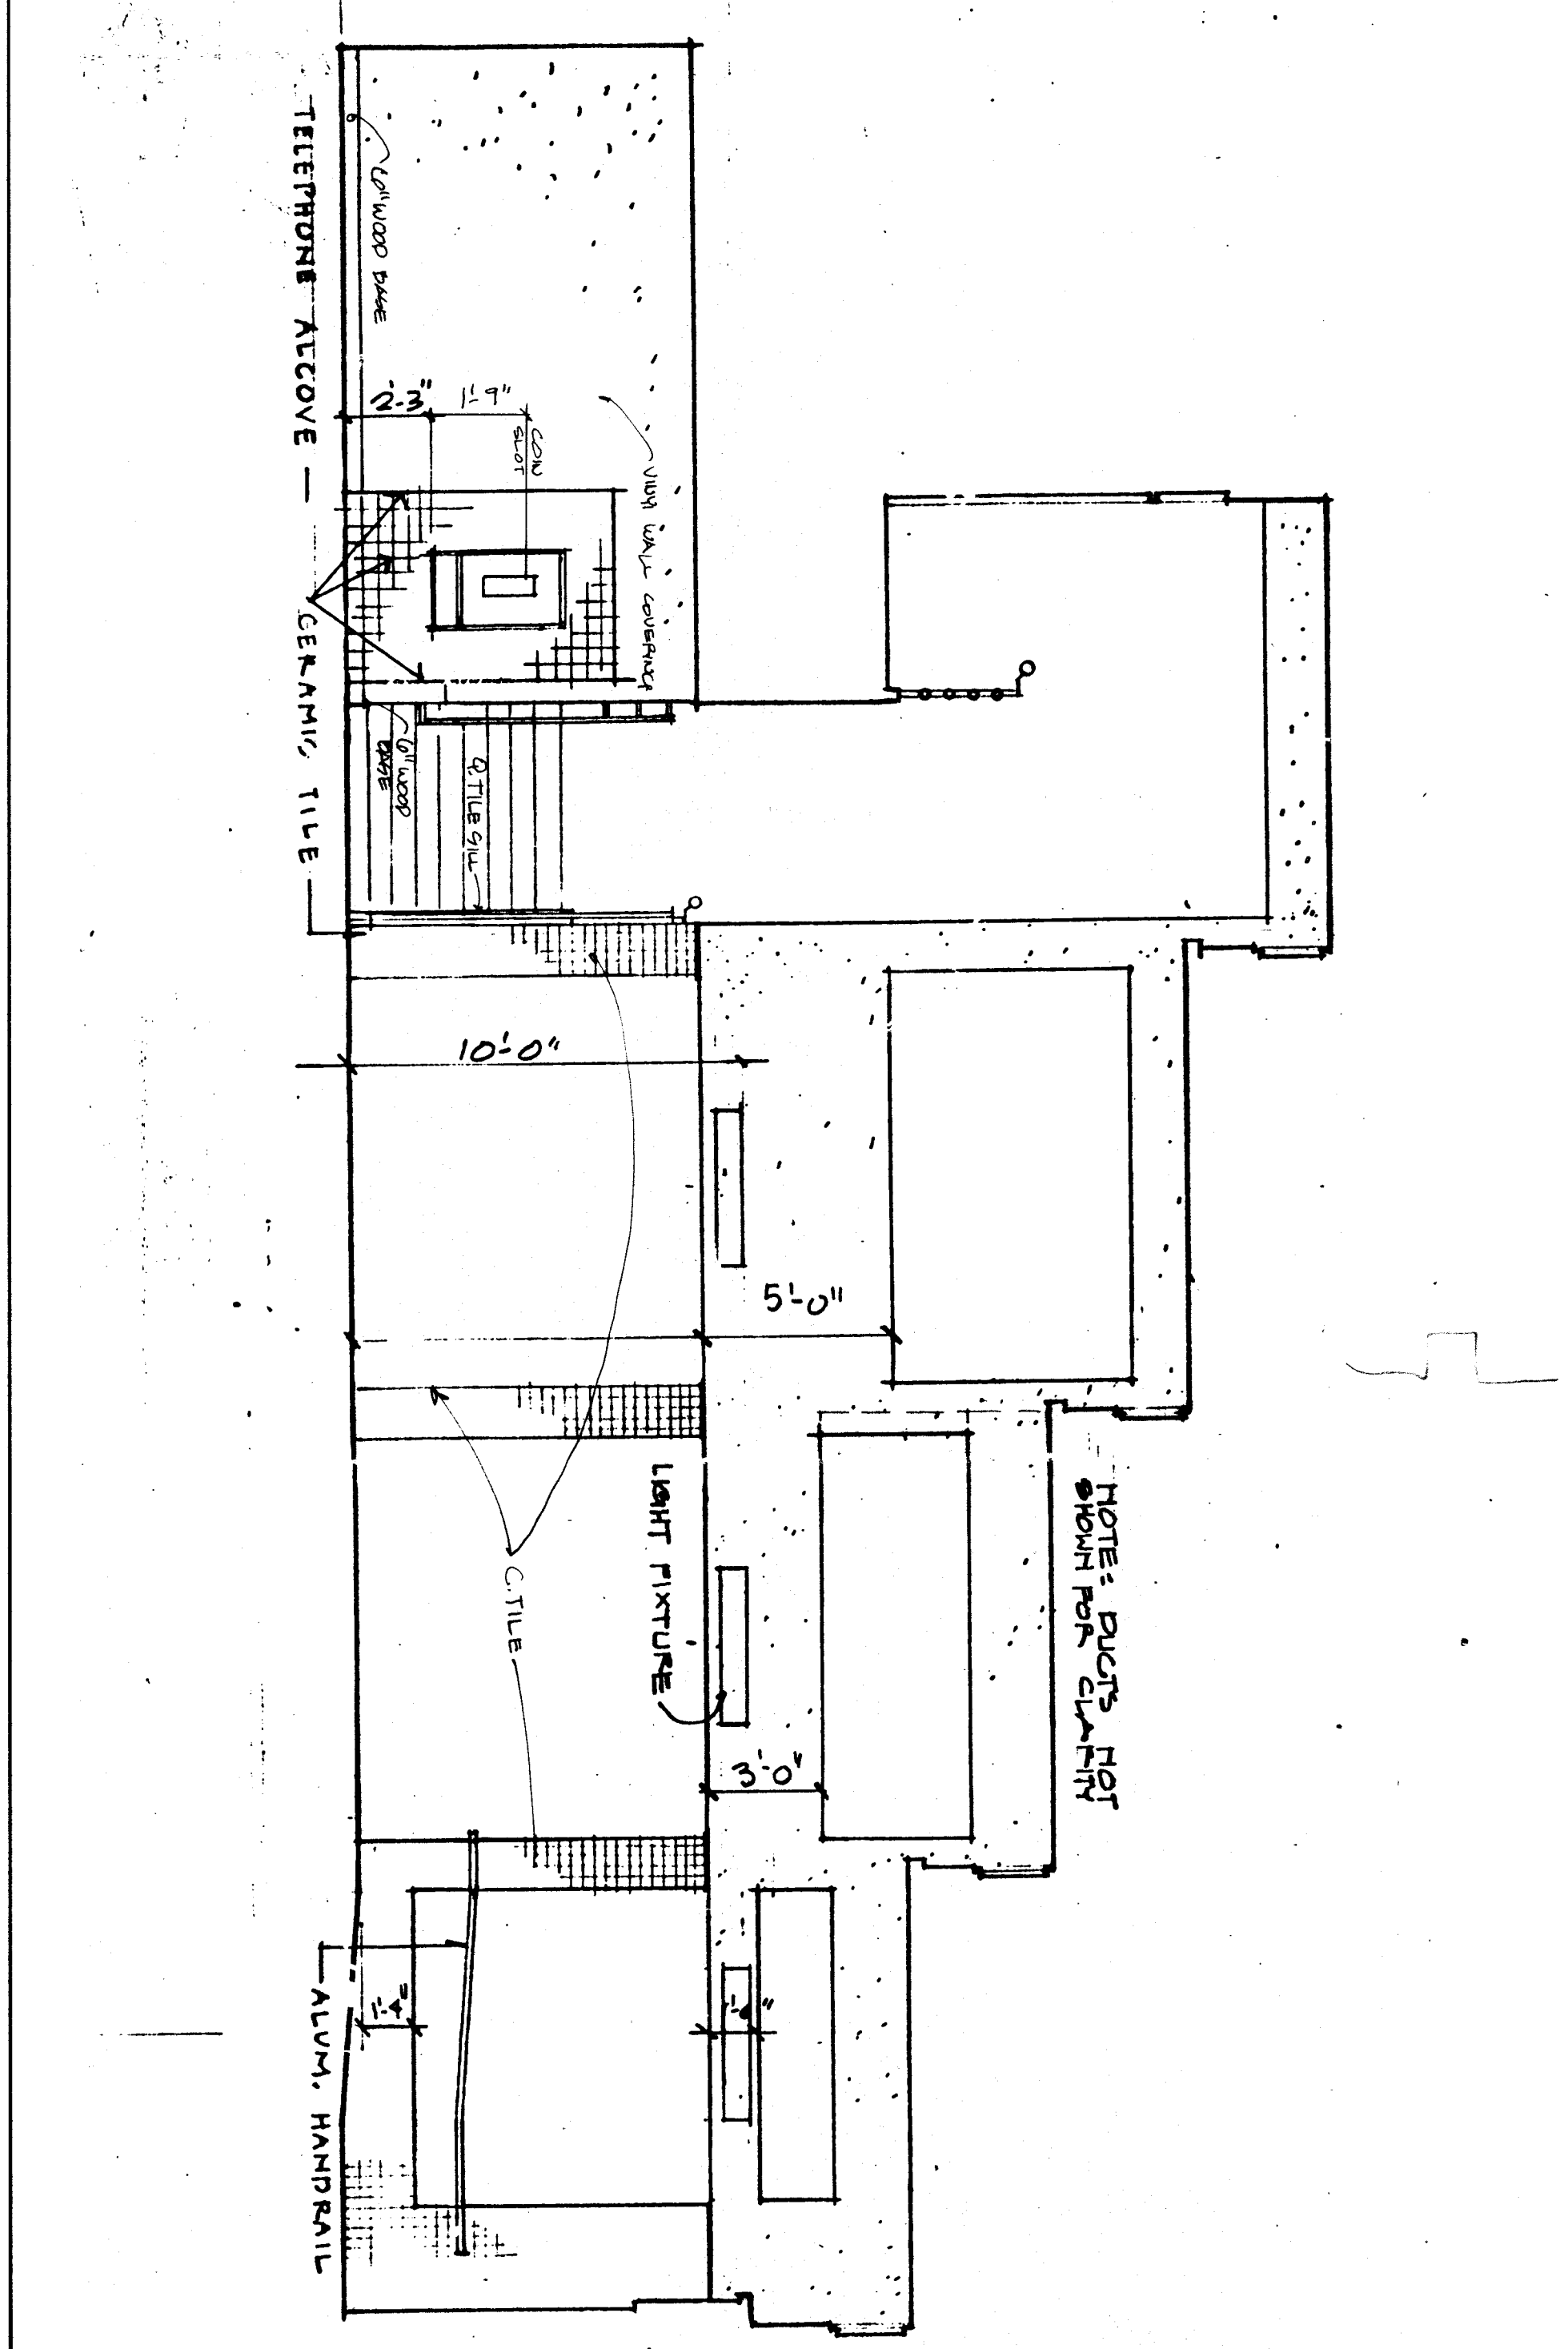 NOTE: DUCTS NOT
SHOWN FOR CLARITY
5'-0"
3'-0"
10'-0"
LIGHT FIXTURE
VINYL WALL COVERING
COIN
SLOT
1'-9"
2'-3"
Q.TILE SILL
C.TILE
6" WOOD BASE
6" WOOD
BASE
1'-4"
TELEPHONE ALCOVE
CERAMIC TILE
ALUM. HANDRAIL